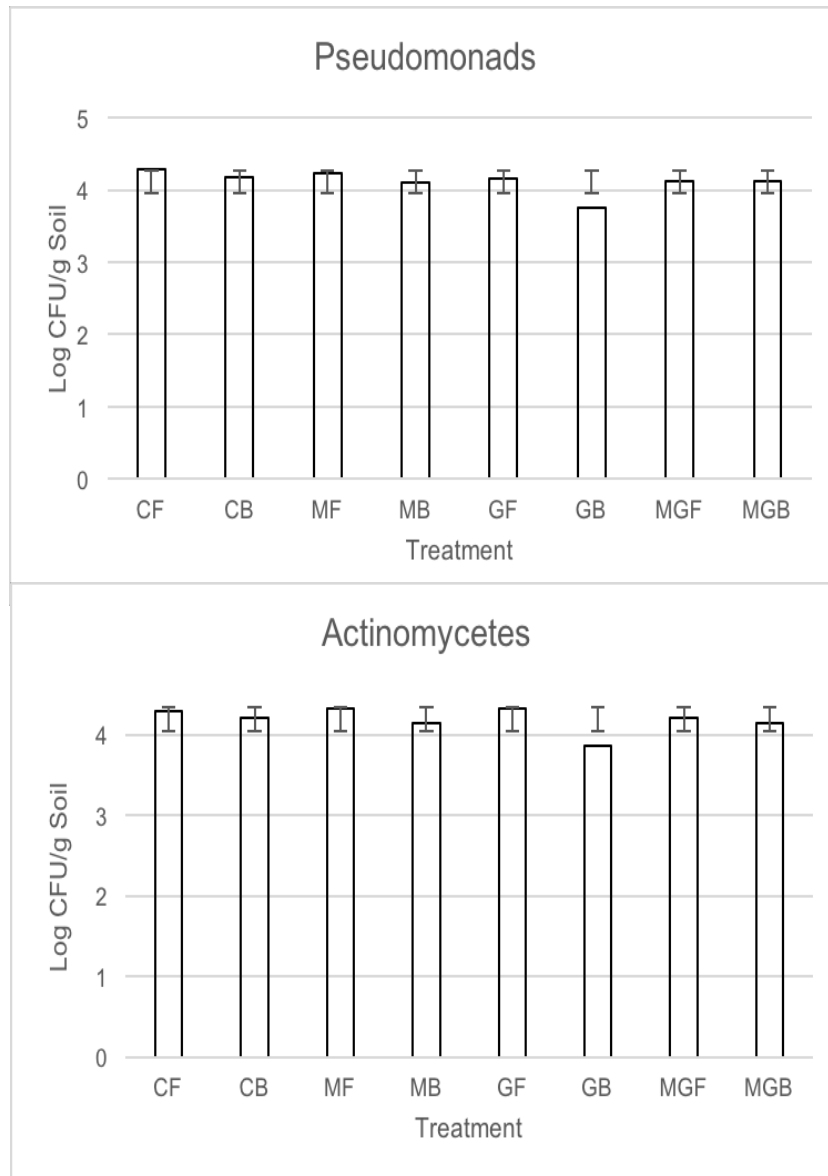 Pseudomonads
Log CFU/g Soil
5
4
3
2
1
0
CF CB MF MB GF GB MGF MGB
Treatment
Actinomycetes
Log CFU/g Soil
4
3
2
1
0
CF CB MF MB GF GB MGF MGB
Treatment